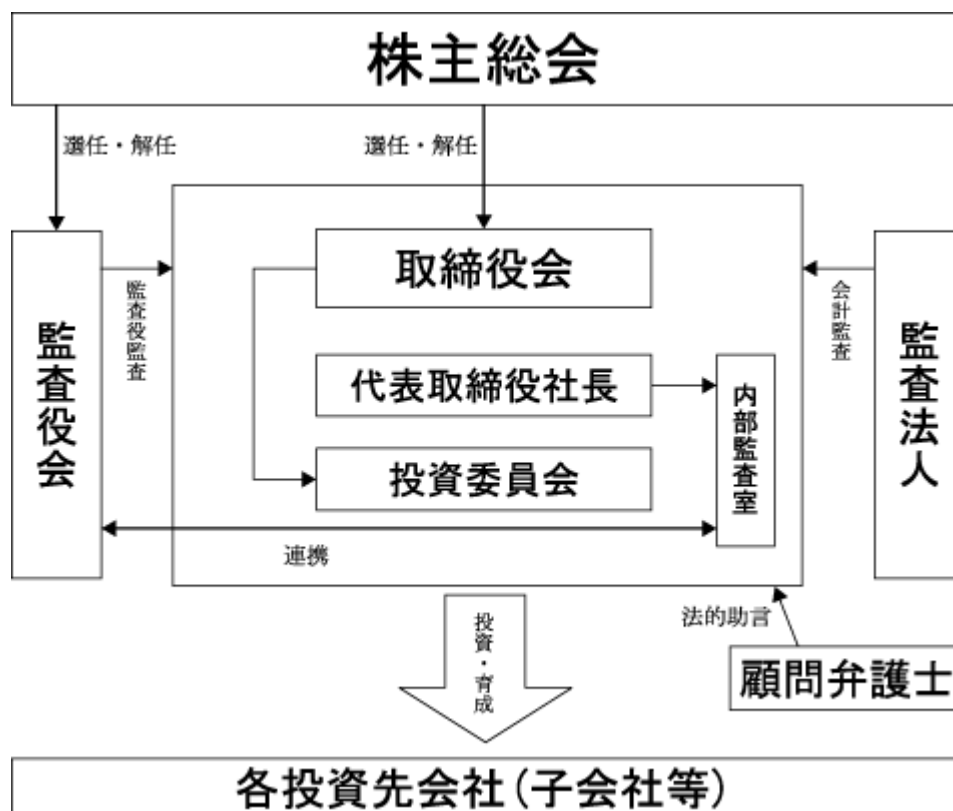 株主総会
選任・解任
選任・解任
取締役会
監査役会
監査役監査
会計監査
監査法人
代表取締役社長
内部監査室
投資委員会
連携
投資・育成
法的助言
顧問弁護士
各投資先会社(子会社等)